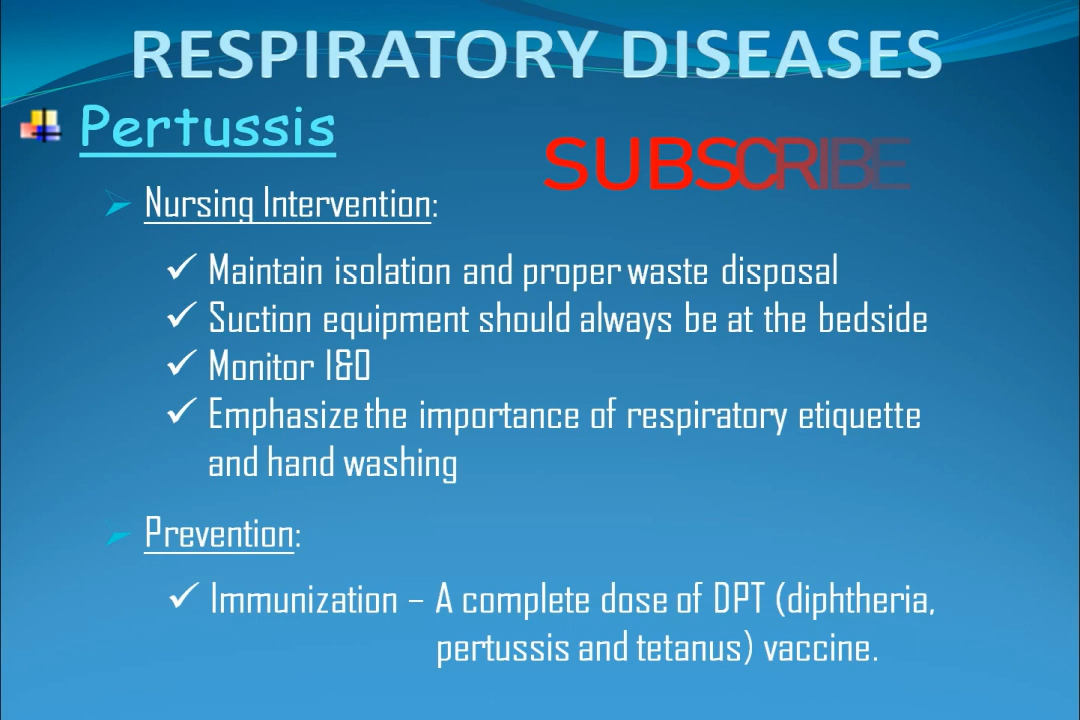 RESPIRATORY DISEASES
Pertussis
SUBSCRIBE
Nursing Intervention:
Maintain isolation and proper waste disposal
Suction equipment should always be at the bedside
Monitor I&O
Emphasize the importance of respiratory etiquette
and hand washing
Prevention:
Immunization – A complete dose of DPT (diphtheria,
pertussis and tetanus) vaccine.